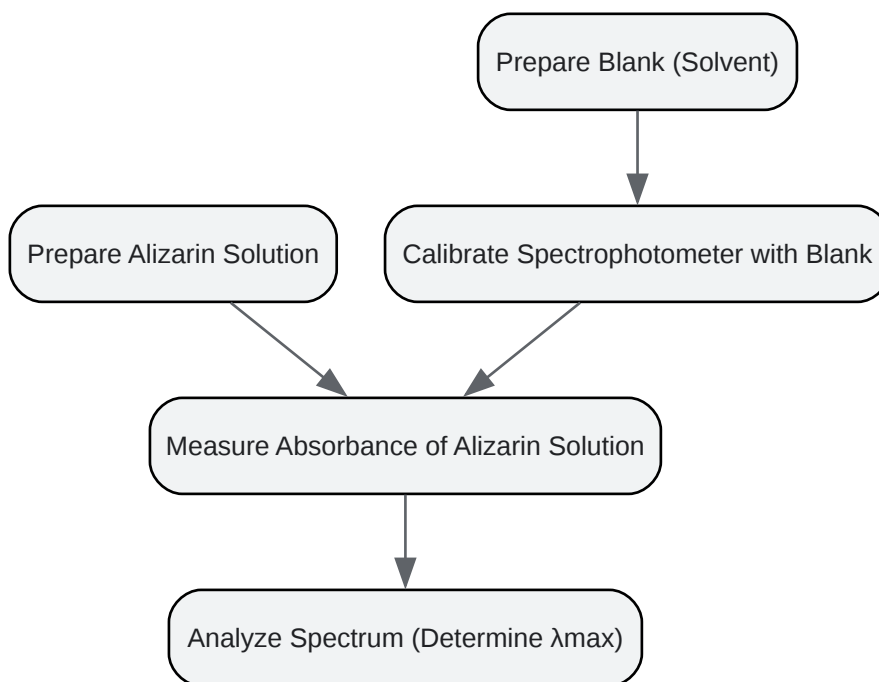 Prepare Blank (Solvent)
Prepare Alizarin Solution
Calibrate Spectrophotometer with Blank
Measure Absorbance of Alizarin Solution
Analyze Spectrum (Determine λmax)